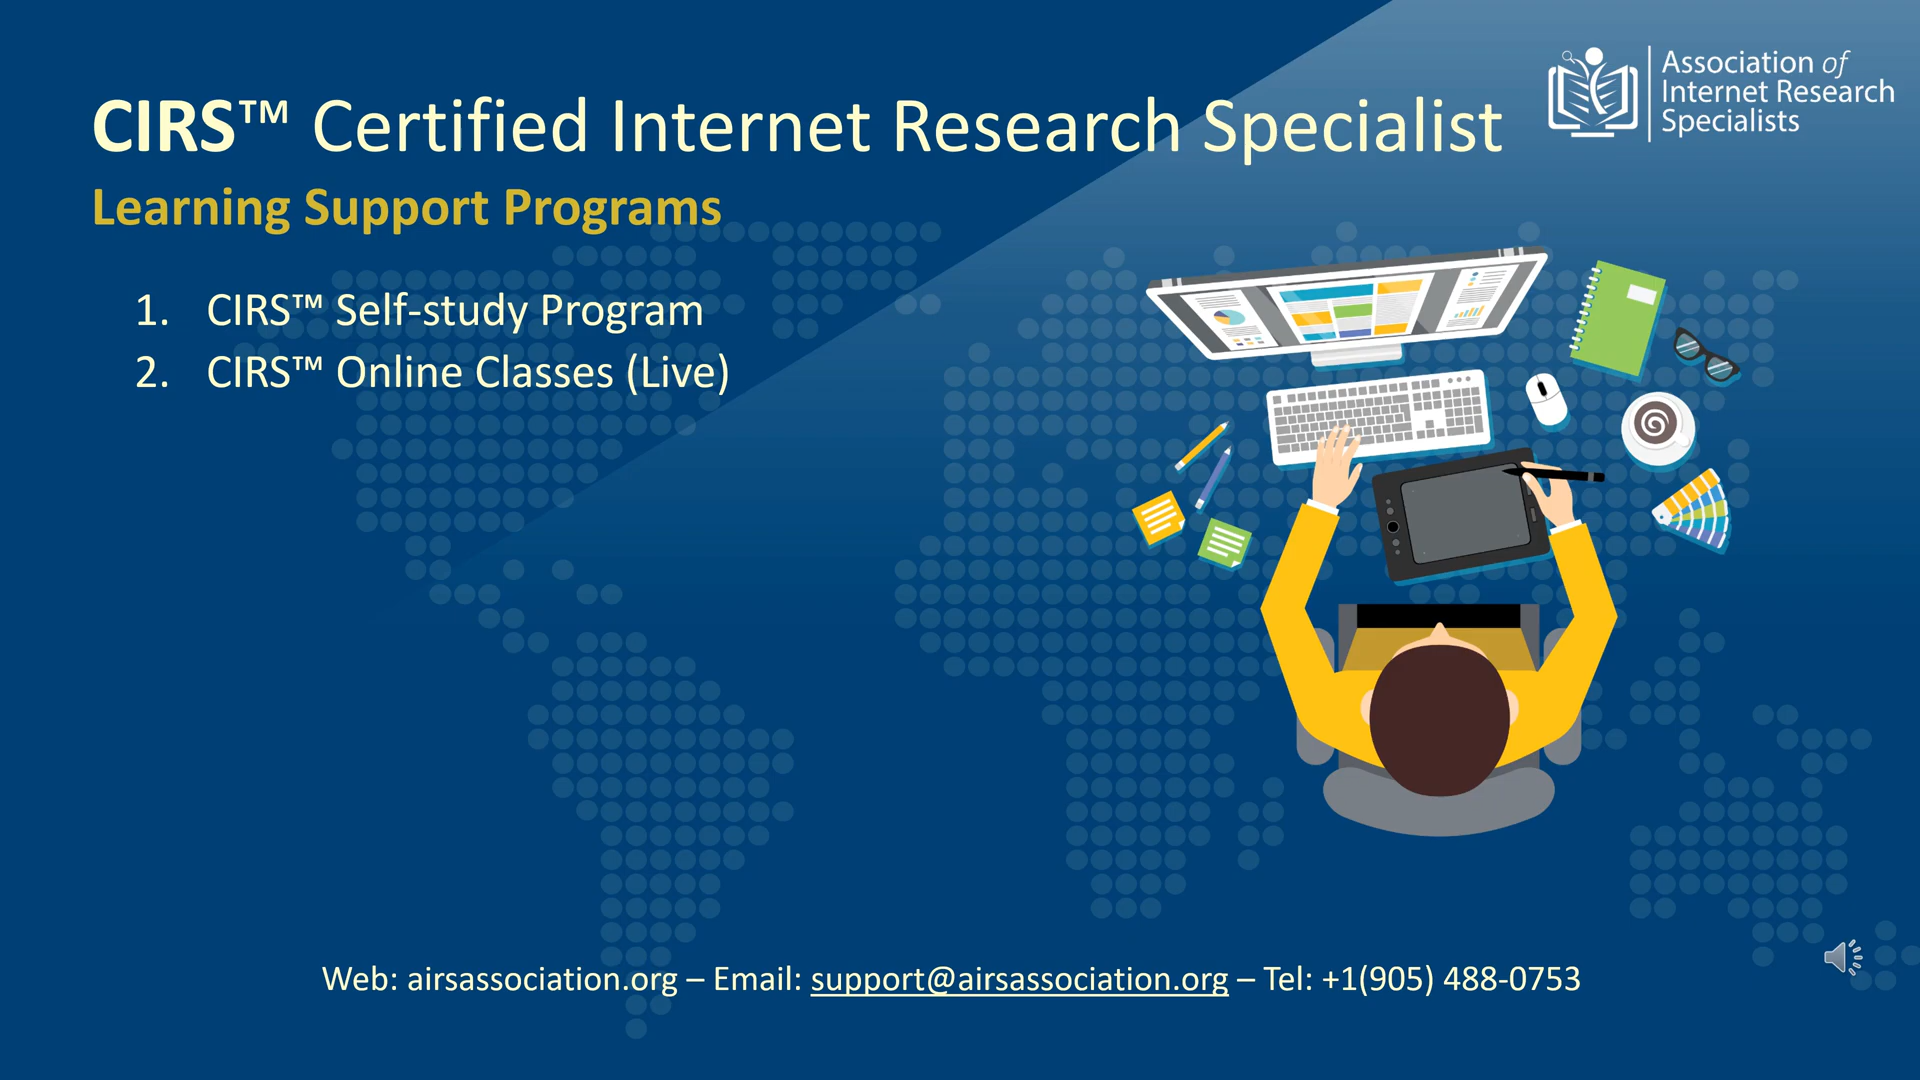 Association of
Internet Research
Specialists
CIRS™ Certified Internet Research Specialist
Learning Support Programs
1. CIRS™ Self-study Program
2. CIRS™ Online Classes (Live)
Web: airsassociation.org – Email: support@airsassociation.org – Tel: +1(905) 488-0753